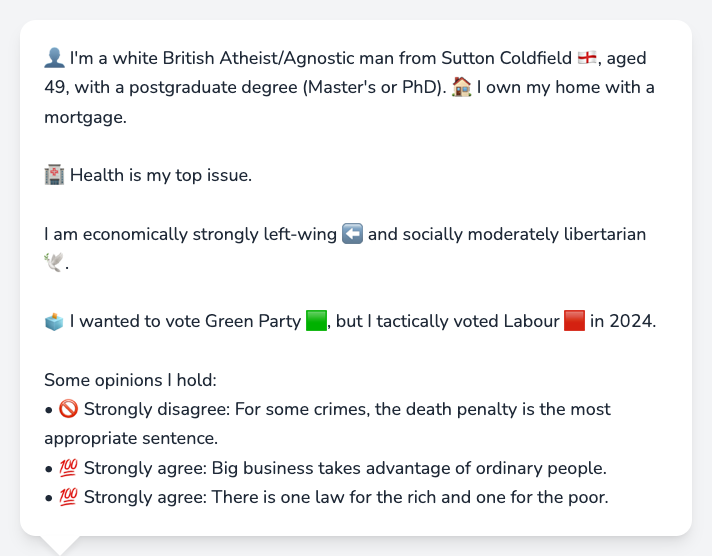 👤 I'm a white British Atheist/Agnostic man from Sutton Coldfield 🏴󠁧󠁢󠁥󠁮󠁧󠁿, aged
49, with a postgraduate degree (Master's or PhD). 🏠 I own my home with a
mortgage.
🏥 Health is my top issue.
I am economically strongly left-wing ⬅️ and socially moderately libertarian
🕊️.
🗳️ I wanted to vote Green Party 🟩, but I tactically voted Labour 🟥 in 2024.
Some opinions I hold:
• 🚫 Strongly disagree: For some crimes, the death penalty is the most
appropriate sentence.
• 💯 Strongly agree: Big business takes advantage of ordinary people.
• 💯 Strongly agree: There is one law for the rich and one for the poor.